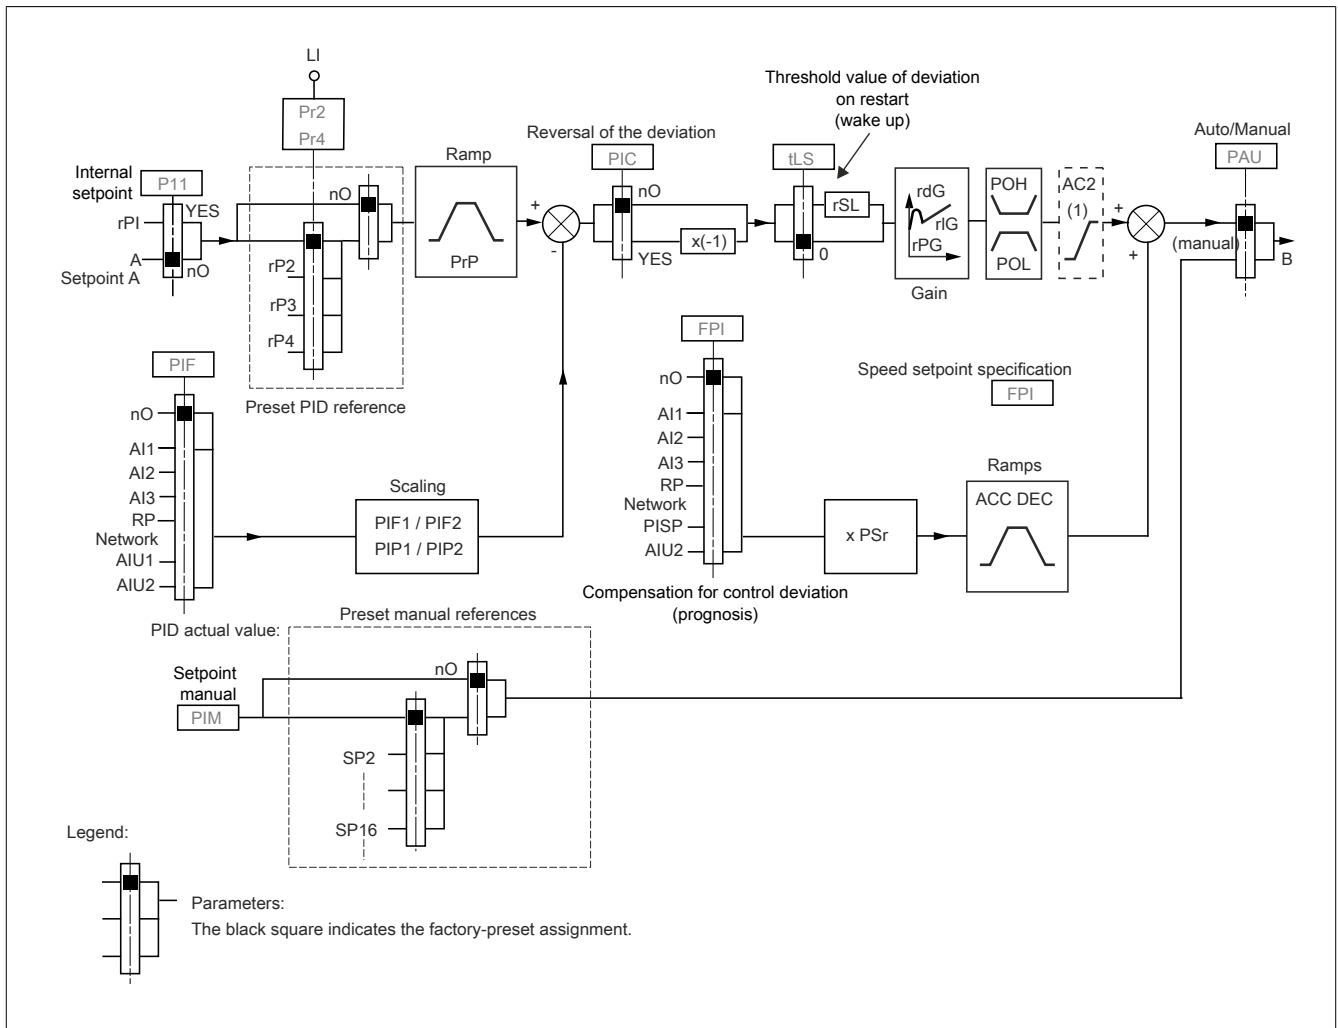 LI
Pr2
Pr4
Threshold value of deviation
on restart
(wake up)
Internal
setpoint
P11
YES
rPI
A
nO
Setpoint A
nO
rP2
rP3
rP4
Preset PID reference
Ramp
PrP
+
-
Reversal of the deviation
PIC
nO
YES
x(-1)
tLS
rSL
0
rdG
rIG
rPG
Gain
POH
POL
AC2
(1)
+
+
Auto/Manual
PAU
(manual)
B
PIF
nO
AI1
AI2
AI3
RP
Network
AIU1
AIU2
PID actual value:
Scaling
PIF1 / PIF2
PIP1 / PIP2
FPI
nO
AI1
AI2
AI3
RP
Network
PISP
AIU2
Compensation for control deviation
(prognosis)
Speed setpoint specification
FPI
x PSr
Ramps
ACC DEC
Preset manual references
Setpoint
manual
PIM
nO
SP2
SP16
Legend:
Parameters:
The black square indicates the factory-preset assignment.